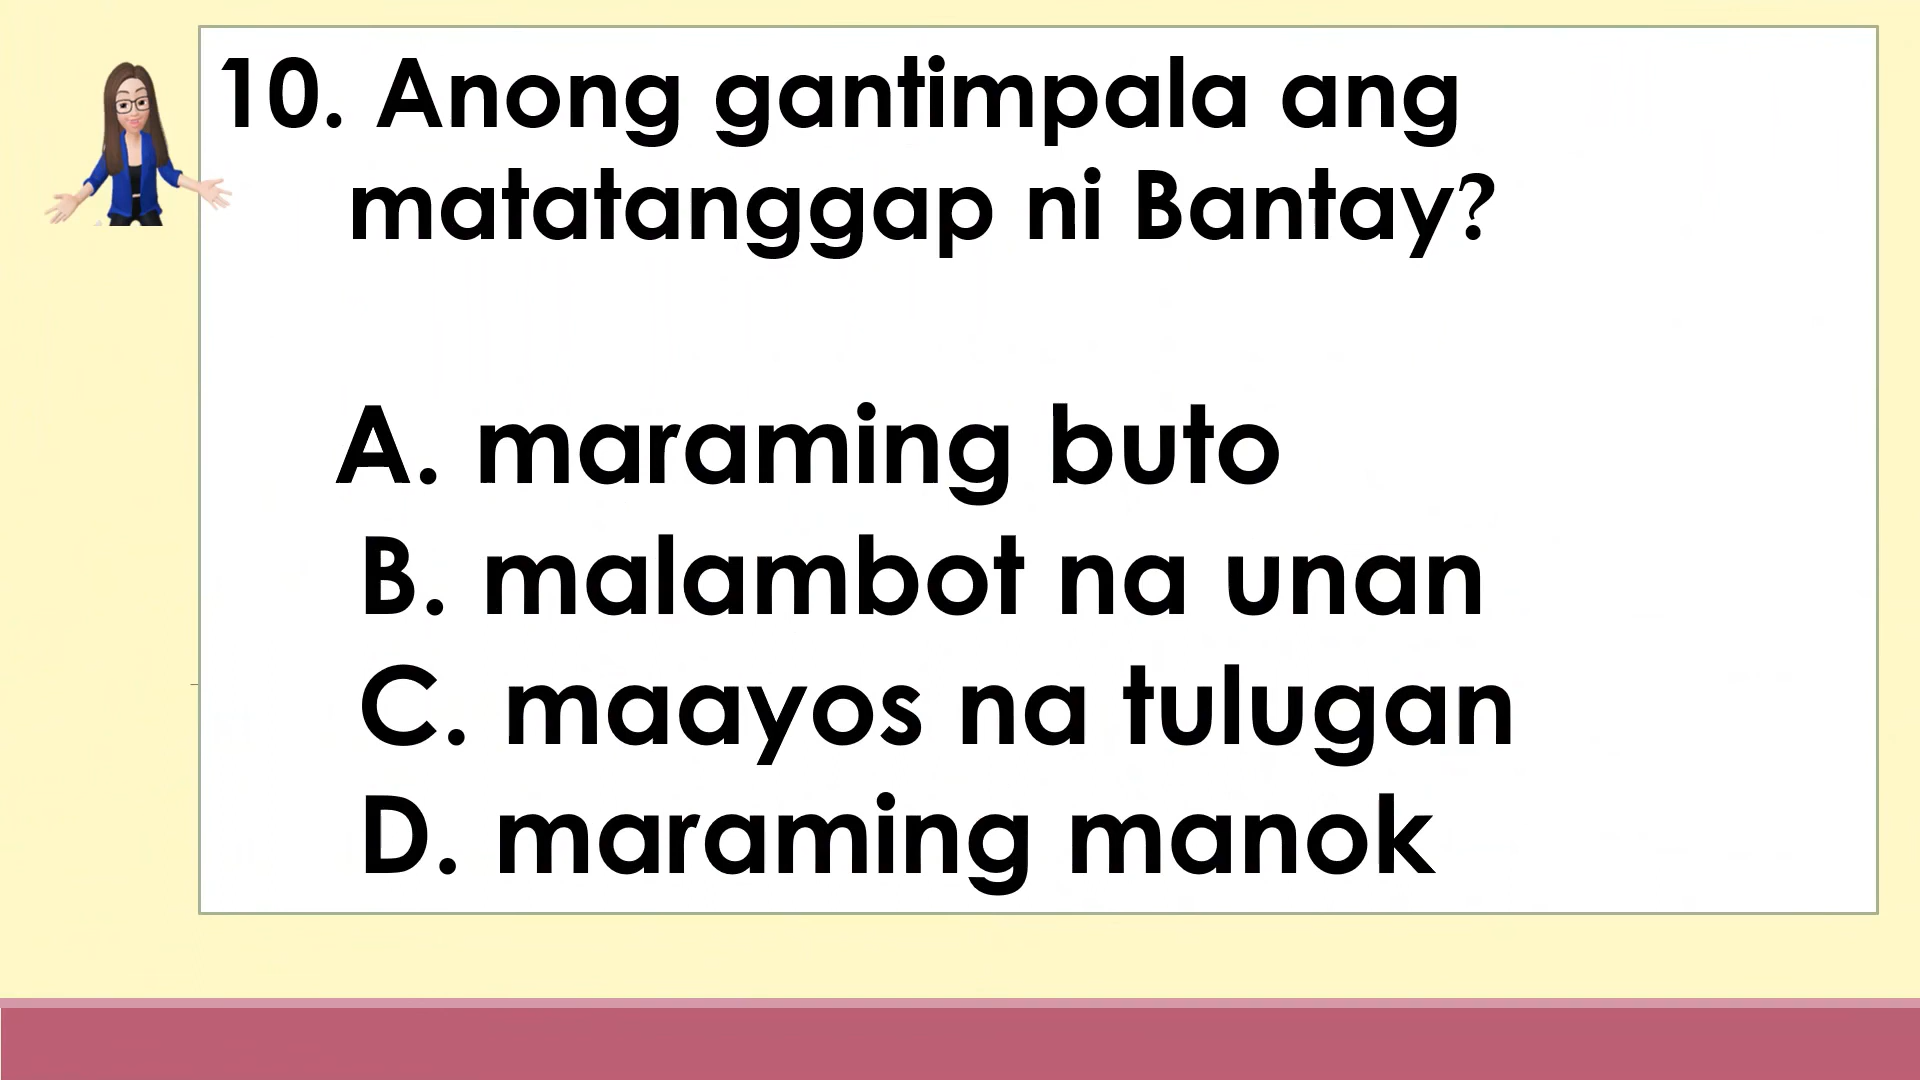 10. Anong gantimpala ang
matatanggap ni Bantay?
A. maraming buto
B. malambot na unan
C. maayos na tulugan
D. maraming manok